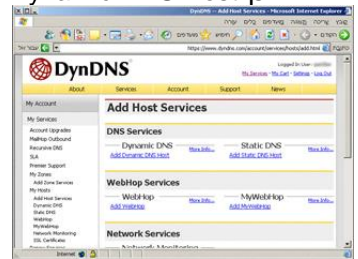 DynDNS -- Add Host Services - Microsoft Internet Explorer
https://www.dyndns.com/account/services/hosts/add.html
DynDNS
Logged In User:
My Services - My Cart - Settings - Log Out
About Services Account Support News
My Account
My Services
Account Upgrades
MailHop Outbound
Recursive DNS
SLA
Premier Support
My Zones
Add Zone Services
My Hosts
Add Host Services
Dynamic DNS
Static DNS
WebHop
MyWebHop
Network Monitoring
SSL Certificates
Add Host Services
DNS Services
Dynamic DNS
Add Dynamic DNS Host
More Info...
Static DNS
Add Static DNS Host
More Info...
WebHop Services
WebHop
Add WebHop
More Info...
MyWebHop
Add MyWebHop
More Info...
Network Services
Network Monitoring
Internet